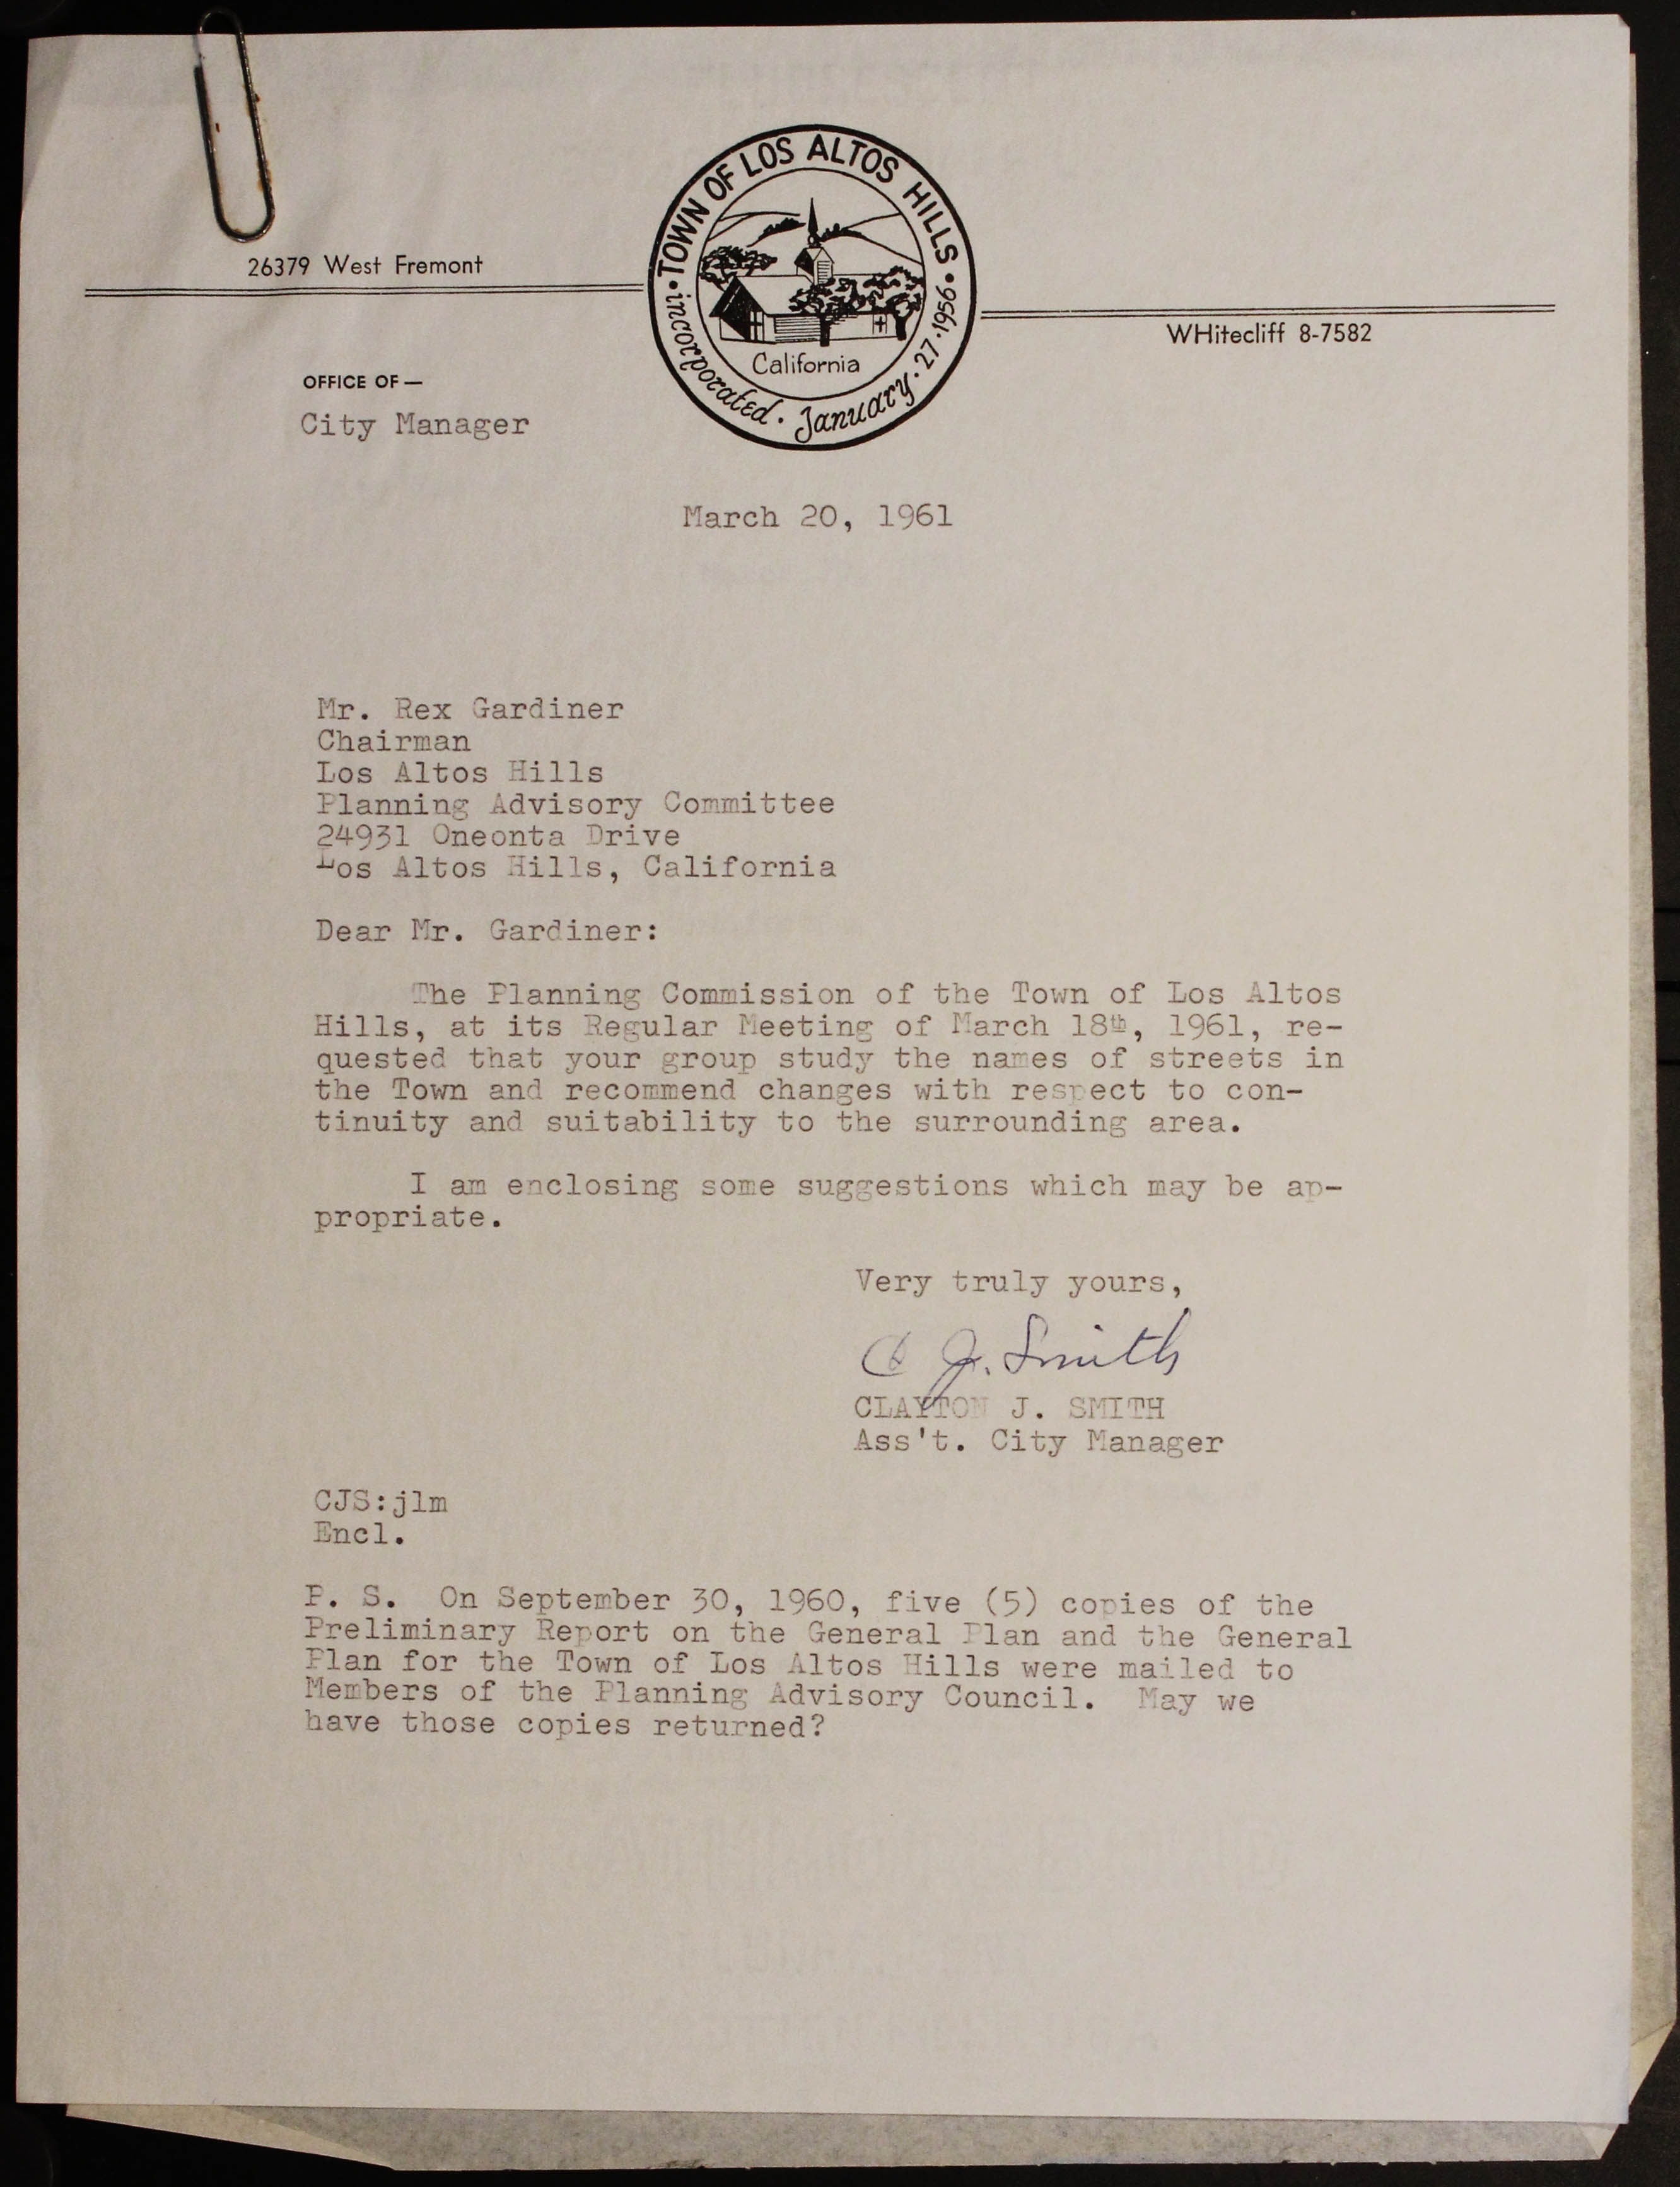 TOWN OF LOS ALTOS HILLS
incorporated · January · 27 · 1956
California
26379 West Fremont
WHitecliff 8-7582
OFFICE OF —
City Manager
March 20, 1961
Mr. Rex Gardiner
Chairman
Los Altos Hills
Planning Advisory Committee
24931 Oneonta Drive
Los Altos Hills, California
Dear Mr. Gardiner:
The Planning Commission of the Town of Los Altos
Hills, at its Regular Meeting of March 18th, 1961, re-
quested that your group study the names of streets in
the Town and recommend changes with respect to con-
tinuity and suitability to the surrounding area.
I am enclosing some suggestions which may be ap-
propriate.
Very truly yours,
C J. Smith
CLAYTON J. SMITH
Ass't. City Manager
CJS:jlm
Encl.
P. S. On September 30, 1960, five (5) copies of the
Preliminary Report on the General Plan and the General
Plan for the Town of Los Altos Hills were mailed to
Members of the Planning Advisory Council. May we
have those copies returned?